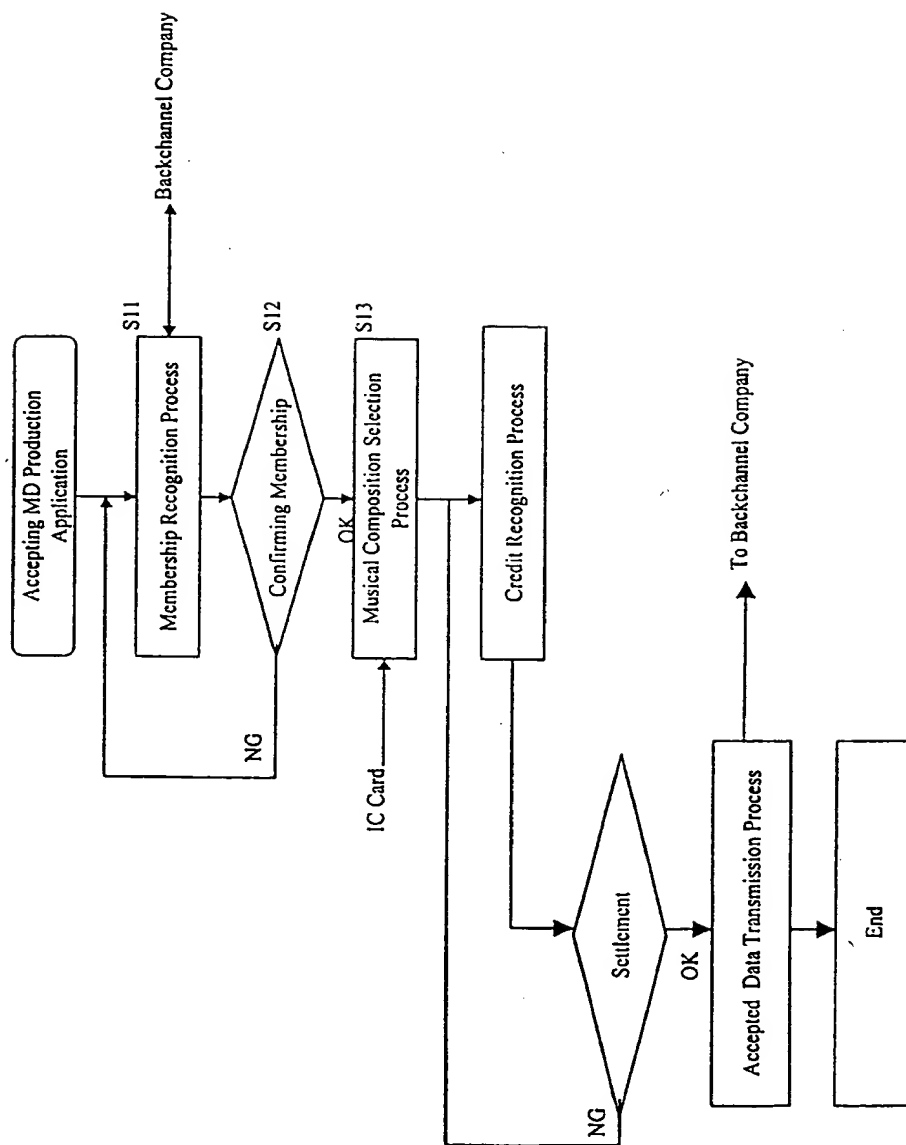 Accepting MD Production
Application
S11
Membership Recognition Process
Backchannel Company
S12
Confirming Membership
NG
OK
S13
IC Card
Musical Composition Selection
Process
Credit Recognition Process
Settlement
NG
OK
Accepted Data Transmission Process
To Backchannel Company
End